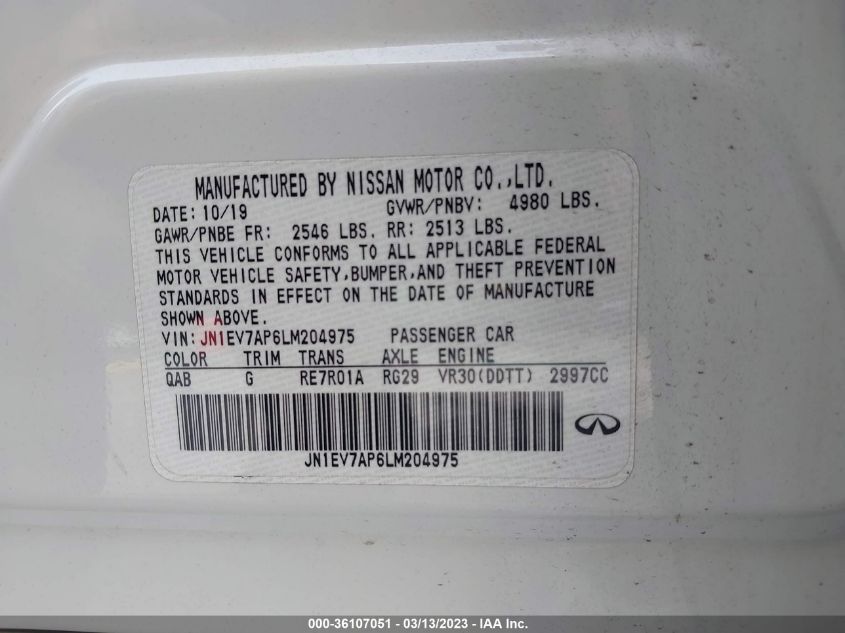 MANUFACTURED BY NISSAN MOTOR CO.,LTD.
DATE: 10/19 GVWR/PNBV: 4980 LBS.
GAWR/PNBE FR: 2546 LBS. RR: 2513 LBS.
THIS VEHICLE CONFORMS TO ALL APPLICABLE FEDERAL
MOTOR VEHICLE SAFETY,BUMPER,AND THEFT PREVENTION
STANDARDS IN EFFECT ON THE DATE OF MANUFACTURE
SHOWN ABOVE.
VIN: JN1EV7AP6LM204975 PASSENGER CAR
COLOR TRIM TRANS AXLE ENGINE
QAB G RE7R01A RG29 VR30(DDTT) 2997CC
JN1EV7AP6LM204975
000-36107051 - 03/13/2023 - IAA Inc.